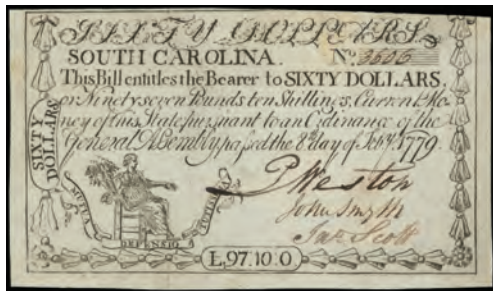 SIXTY DOLLARS.
SOUTH CAROLINA. No. 3606
This Bill entitles the Bearer to SIXTY DOLLARS.
or Ninety seven Pounds ten Shillings, Current Mo-
ney of this State pursuant to an Ordinance of the
General Assembly passed the 8th day of Feby. 1779.
SIXTY
DOLLARS
P Weston
John Smyth
Jas. Scott
MUTUA
DEFENSIO
L,97.10.0